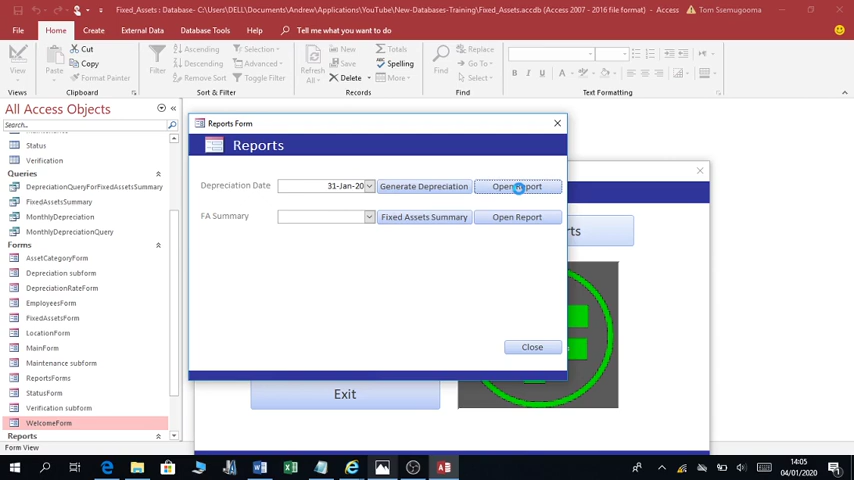 Fixed_Assets : Database- C:\Users\DELL\Documents\Andrew\Applications\YouTube\New-Databases-Training\Fixed_Assets.accdb (Access 2007 - 2016 file format) - Access
Tom Ssemugooma
File Home Create External Data Database Tools Help Tell me what you want to do
View
Views
Paste
Cut
Copy
Format Painter
Clipboard
Filter
Ascending
Descending
Remove Sort
Selection
Advanced
Toggle Filter
Sort & Filter
Refresh All
New
Save
Delete
Totals
Spelling
More
Records
Find
Replace
Go To
Select
Find
B I U A
Text Formatting
All Access Objects
Search...
Status
Verification
Queries
DepreciationQueryForFixedAssetsSummary
FixedAssetsSummary
MonthlyDepreciation
MonthlyDepreciationQuery
Forms
AssetCategoryForm
Depreciation subform
DepreciationRateForm
EmployeesForm
FixedAssetsForm
LocationForm
MainForm
Maintenance subform
ReportsForms
StatusForm
Verification subform
WelcomeForm
Reports
Form View
Reports Form
Reports
Depreciation Date 31-Jan-20 Generate Depreciation Open Report
FA Summary Fixed Assets Summary Open Report
Close
rts
Exit
14:05
04/01/2020